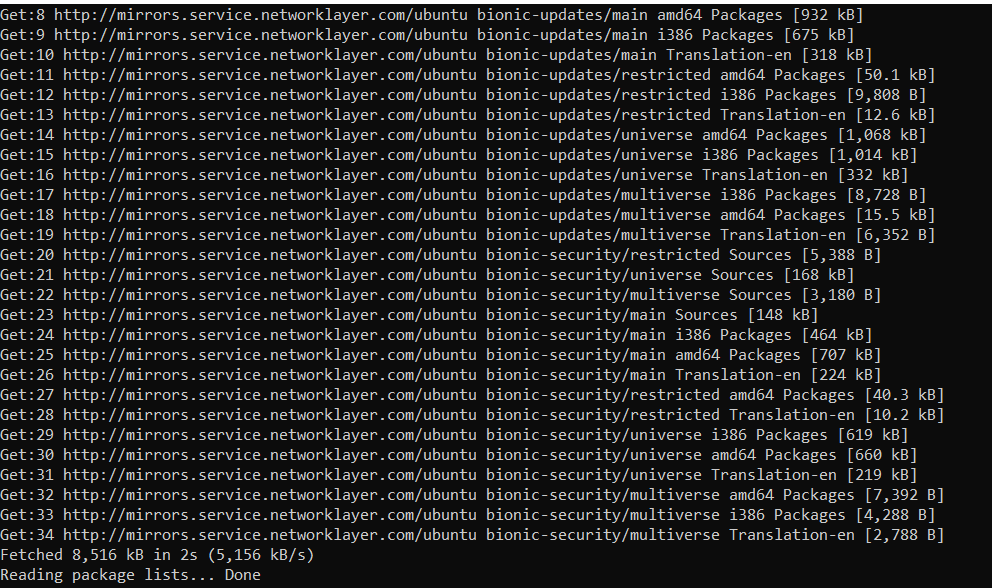 Get:8 http://mirrors.service.networklayer.com/ubuntu bionic-updates/main amd64 Packages [932 kB]
Get:9 http://mirrors.service.networklayer.com/ubuntu bionic-updates/main i386 Packages [675 kB]
Get:10 http://mirrors.service.networklayer.com/ubuntu bionic-updates/main Translation-en [318 kB]
Get:11 http://mirrors.service.networklayer.com/ubuntu bionic-updates/restricted amd64 Packages [50.1 kB]
Get:12 http://mirrors.service.networklayer.com/ubuntu bionic-updates/restricted i386 Packages [9,808 B]
Get:13 http://mirrors.service.networklayer.com/ubuntu bionic-updates/restricted Translation-en [12.6 kB]
Get:14 http://mirrors.service.networklayer.com/ubuntu bionic-updates/universe amd64 Packages [1,068 kB]
Get:15 http://mirrors.service.networklayer.com/ubuntu bionic-updates/universe i386 Packages [1,014 kB]
Get:16 http://mirrors.service.networklayer.com/ubuntu bionic-updates/universe Translation-en [332 kB]
Get:17 http://mirrors.service.networklayer.com/ubuntu bionic-updates/multiverse i386 Packages [8,728 B]
Get:18 http://mirrors.service.networklayer.com/ubuntu bionic-updates/multiverse amd64 Packages [15.5 kB]
Get:19 http://mirrors.service.networklayer.com/ubuntu bionic-updates/multiverse Translation-en [6,352 B]
Get:20 http://mirrors.service.networklayer.com/ubuntu bionic-security/restricted Sources [5,388 B]
Get:21 http://mirrors.service.networklayer.com/ubuntu bionic-security/universe Sources [168 kB]
Get:22 http://mirrors.service.networklayer.com/ubuntu bionic-security/multiverse Sources [3,180 B]
Get:23 http://mirrors.service.networklayer.com/ubuntu bionic-security/main Sources [148 kB]
Get:24 http://mirrors.service.networklayer.com/ubuntu bionic-security/main i386 Packages [464 kB]
Get:25 http://mirrors.service.networklayer.com/ubuntu bionic-security/main amd64 Packages [707 kB]
Get:26 http://mirrors.service.networklayer.com/ubuntu bionic-security/main Translation-en [224 kB]
Get:27 http://mirrors.service.networklayer.com/ubuntu bionic-security/restricted amd64 Packages [40.3 kB]
Get:28 http://mirrors.service.networklayer.com/ubuntu bionic-security/restricted Translation-en [10.2 kB]
Get:29 http://mirrors.service.networklayer.com/ubuntu bionic-security/universe i386 Packages [619 kB]
Get:30 http://mirrors.service.networklayer.com/ubuntu bionic-security/universe amd64 Packages [660 kB]
Get:31 http://mirrors.service.networklayer.com/ubuntu bionic-security/universe Translation-en [219 kB]
Get:32 http://mirrors.service.networklayer.com/ubuntu bionic-security/multiverse amd64 Packages [7,392 B]
Get:33 http://mirrors.service.networklayer.com/ubuntu bionic-security/multiverse i386 Packages [4,288 B]
Get:34 http://mirrors.service.networklayer.com/ubuntu bionic-security/multiverse Translation-en [2,788 B]
Fetched 8,516 kB in 2s (5,156 kB/s)
Reading package lists... Done